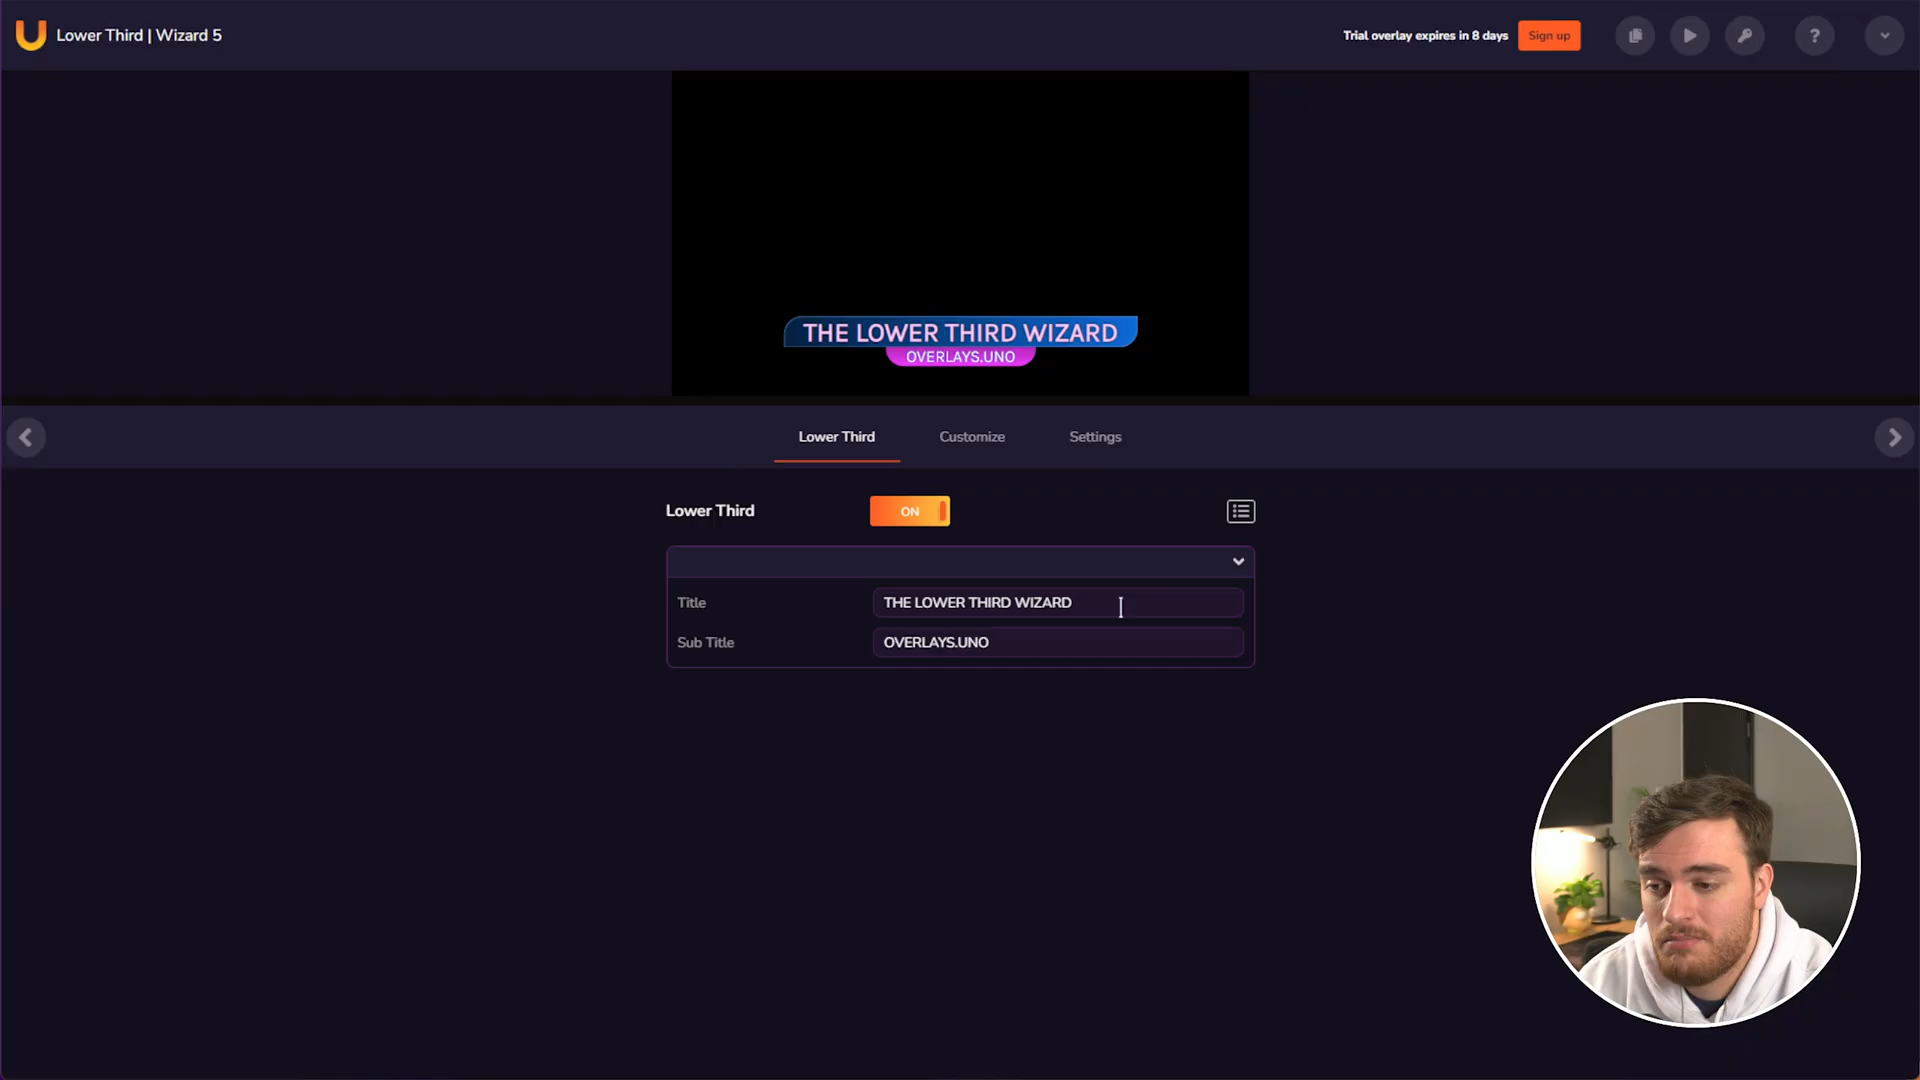 Lower Third | Wizard 5
Trial overlay expires in 8 days
Sign up
?
THE LOWER THIRD WIZARD
OVERLAYS.UNO
Lower Third
Customize
Settings
Lower Third
ON
Title
THE LOWER THIRD WIZARD
Sub Title
OVERLAYS.UNO